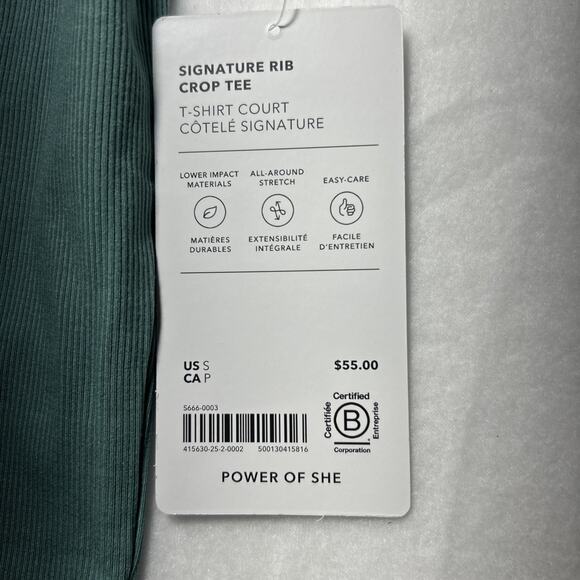 SIGNATURE RIB
CROP TEE
T-SHIRT COURT
CÔTELÉ SIGNATURE
LOWER IMPACT
MATERIALS
MATIÈRES
DURABLES
ALL-AROUND
STRETCH
EXTENSIBILITÉ
INTÉGRALE
EASY-CARE
FACILE
D'ENTRETIEN
US S
CA P
$55.00
S666-0003
415630-25-2-0002 500130415816
Certified
Certifiée
B
Entreprise
Corporation
POWER OF SHE